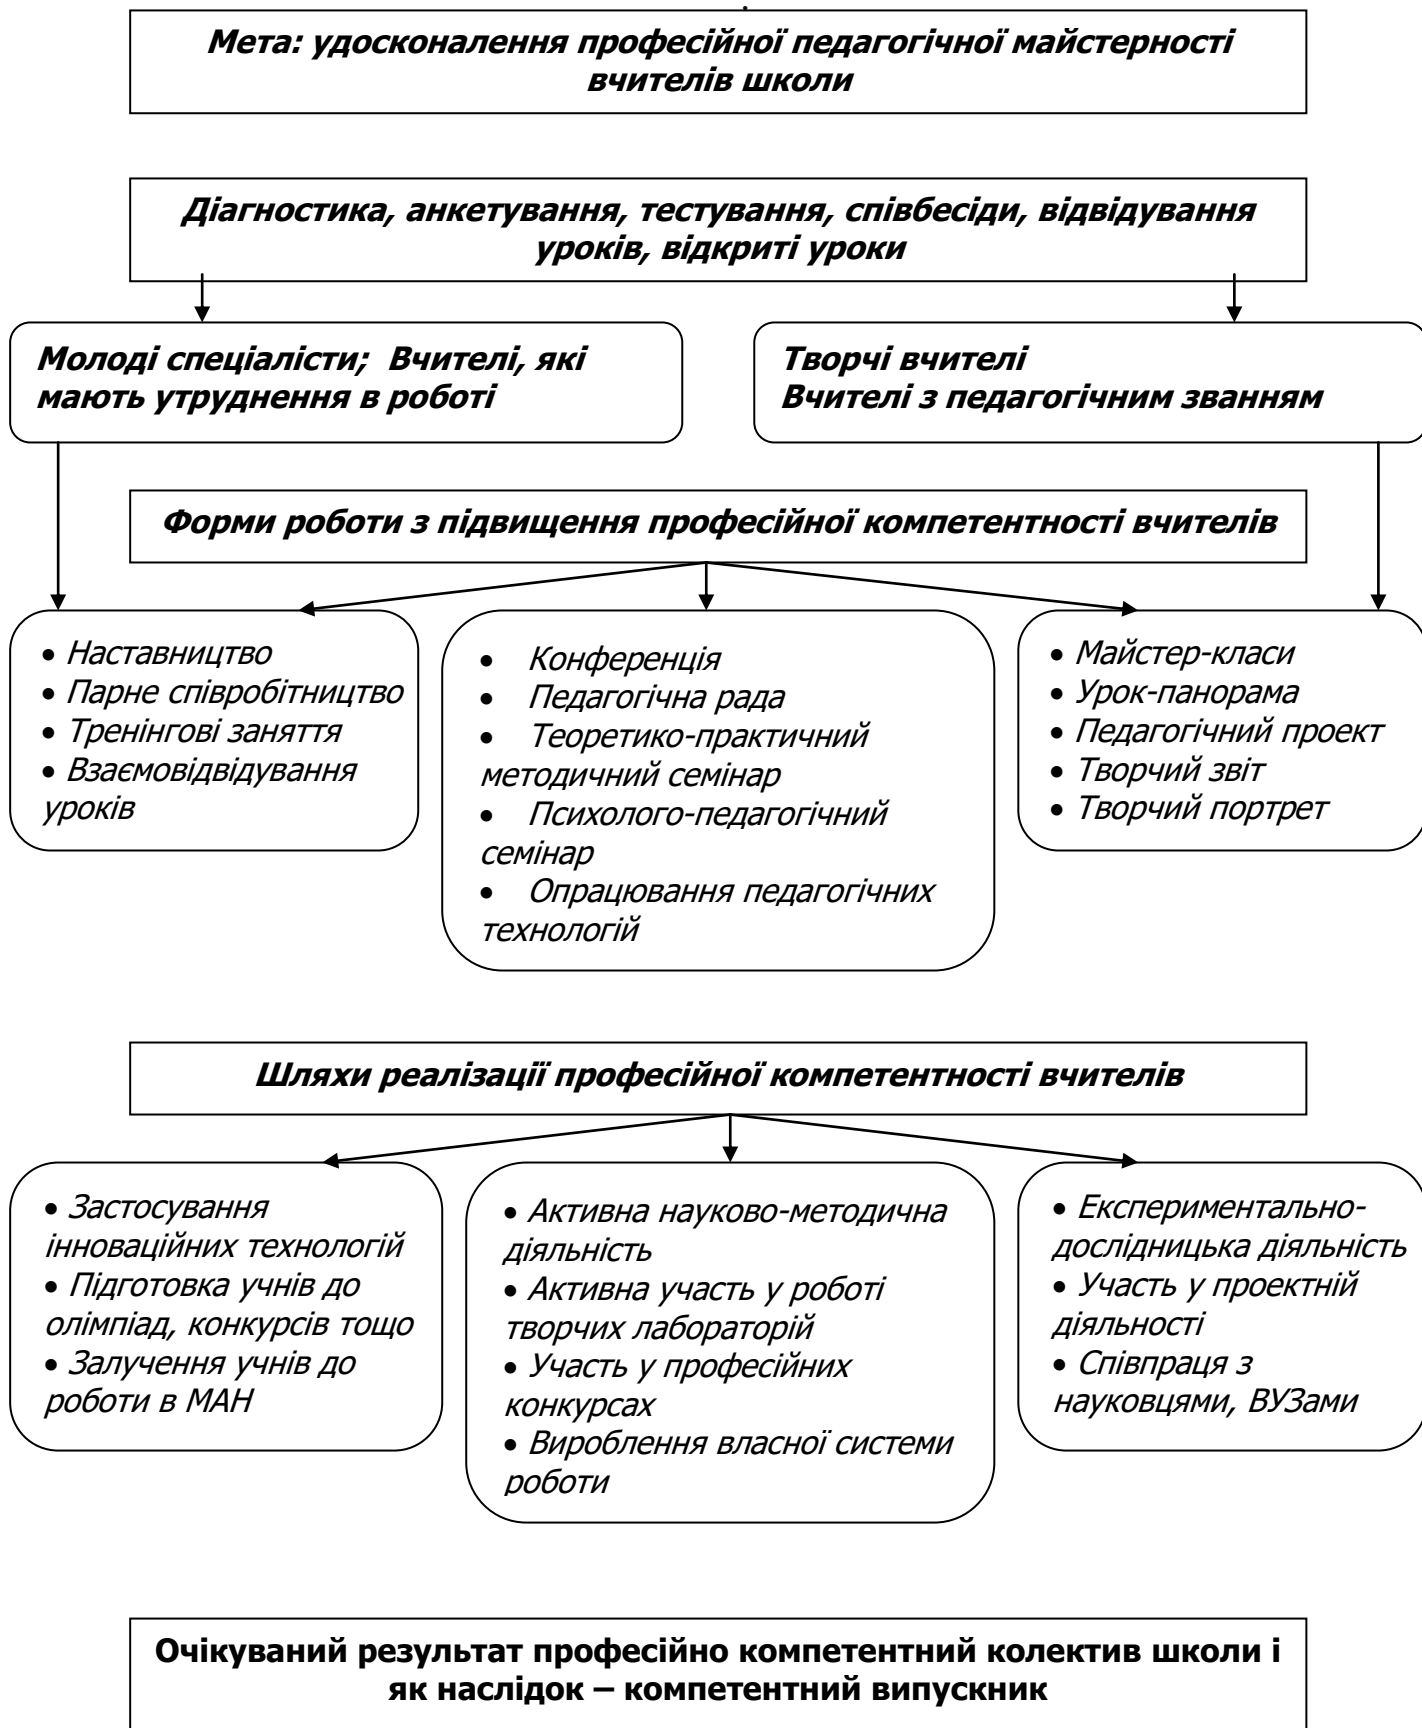 Мета: удосконалення професійної педагогічної майстерності
вчителів школи
Діагностика, анкетування, тестування, співбесіди, відвідування
уроків, відкриті уроки
Молоді спеціалісти;  Вчителі, які
мають утруднення в роботі
Творчі вчителі
Вчителі з педагогічним званням
Форми роботи з підвищення професійної компетентності вчителів
• Наставництво
• Парне співробітництво
• Тренінгові заняття
• Взаємовідвідування
уроків
• Конференція
• Педагогічна рада
• Теоретико-практичний
методичний семінар
• Психолого-педагогічний
семінар
• Опрацювання педагогічних
технологій
• Майстер-класи
• Урок-панорама
• Педагогічний проект
• Творчий звіт
• Творчий портрет
Шляхи реалізації професійної компетентності вчителів
• Застосування
інноваційних технологій
• Підготовка учнів до
олімпіад, конкурсів тощо
• Залучення учнів до
роботи в МАН
• Активна науково-методична
діяльність
• Активна участь у роботі
творчих лабораторій
• Участь у професійних
конкурсах
• Вироблення власної системи
роботи
• Експериментально-
дослідницька діяльність
• Участь у проектній
діяльності
• Співпраця з
науковцями, ВУЗами
Очікуваний результат професійно компетентний колектив школи і
як наслідок – компетентний випускник